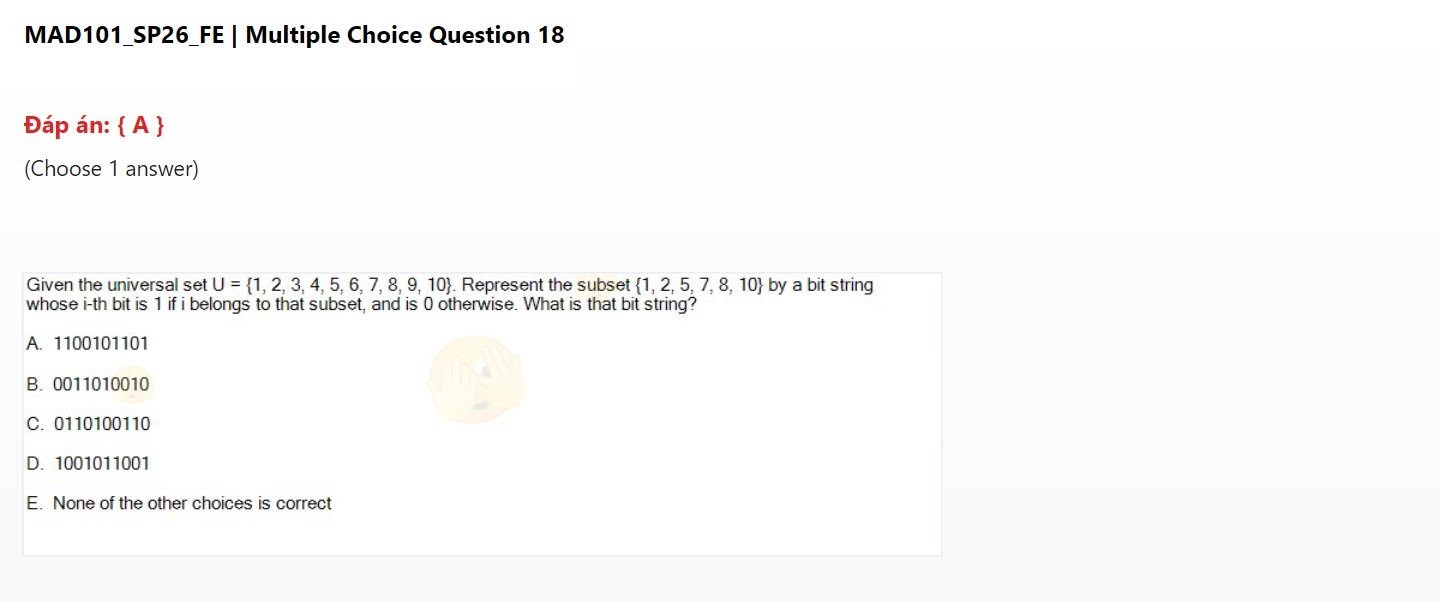 MAD101_SP26_FE | Multiple Choice Question 18
Đáp án: { A }
(Choose 1 answer)
Given the universal set U = {1, 2, 3, 4, 5, 6, 7, 8, 9, 10}. Represent the subset {1, 2, 5, 7, 8, 10} by a bit string
whose i-th bit is 1 if i belongs to that subset, and is 0 otherwise. What is that bit string?
A. 1100101101
B. 0011010010
C. 0110100110
D. 1001011001
E. None of the other choices is correct